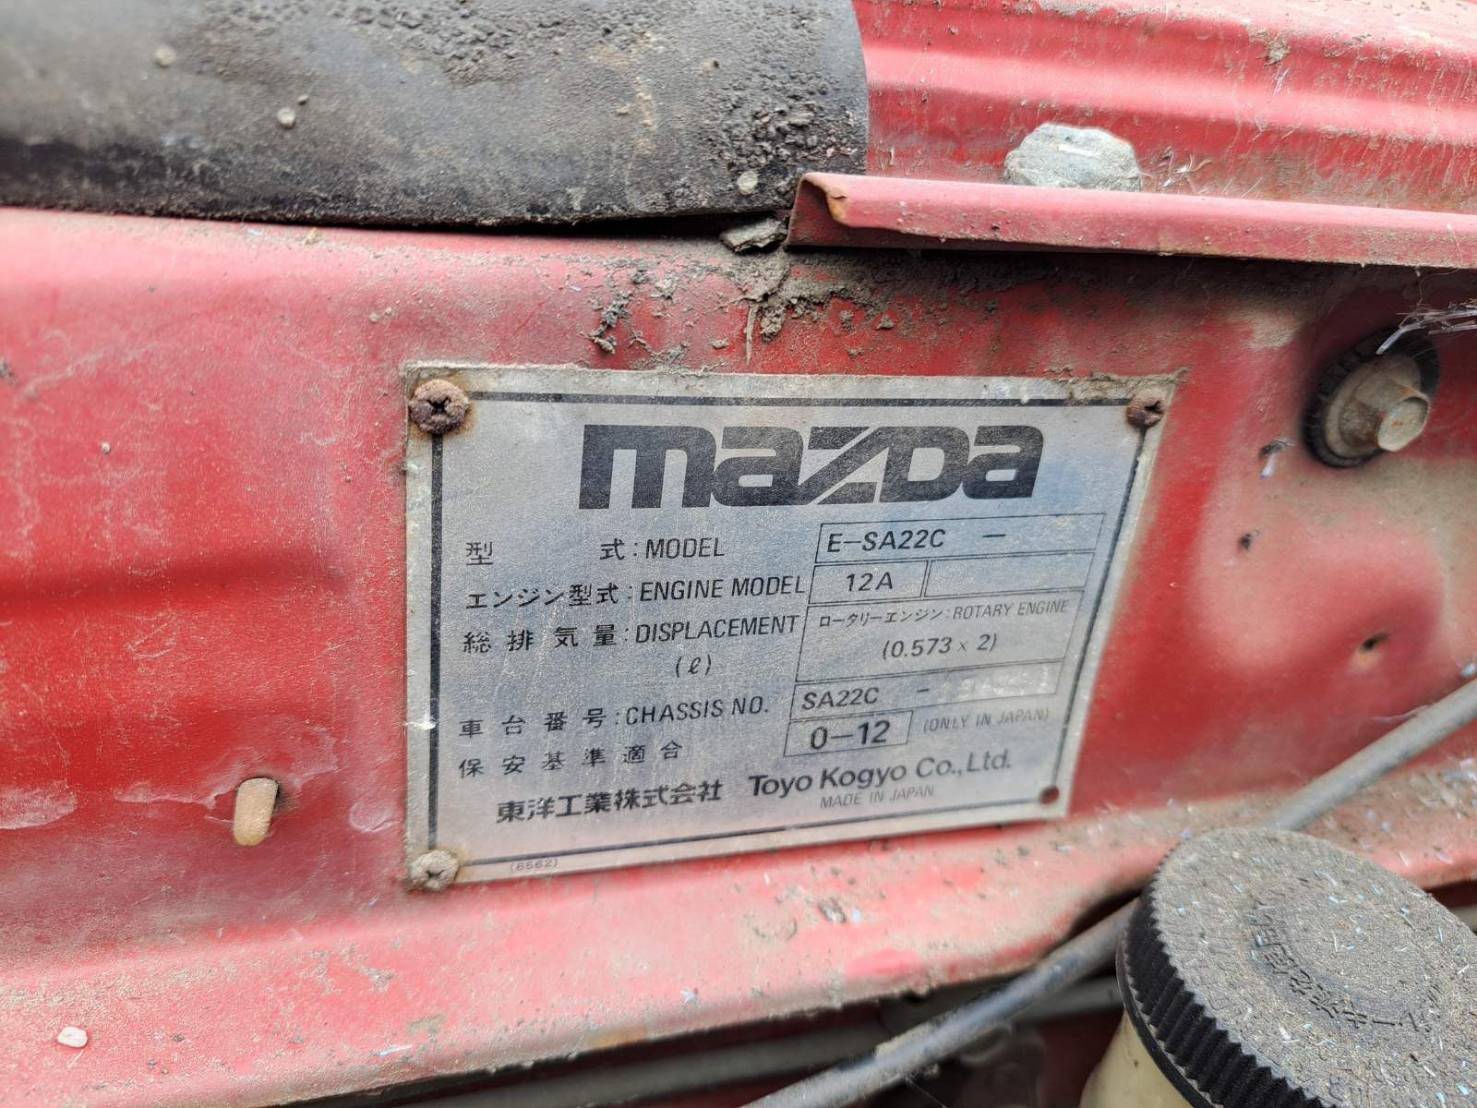 mazda
型 式:MODEL E-SA22C -
エンジン型式:ENGINE MODEL 12A
総排気量:DISPLACEMENT ロータリーエンジン:ROTARY ENGINE
(ℓ) (0.573 × 2)
車台番号:CHASSIS NO. SA22C -
保安基準適合 0-12 (ONLY IN JAPAN)
東洋工業株式会社 Toyo Kogyo Co., Ltd.
MADE IN JAPAN
(8562)